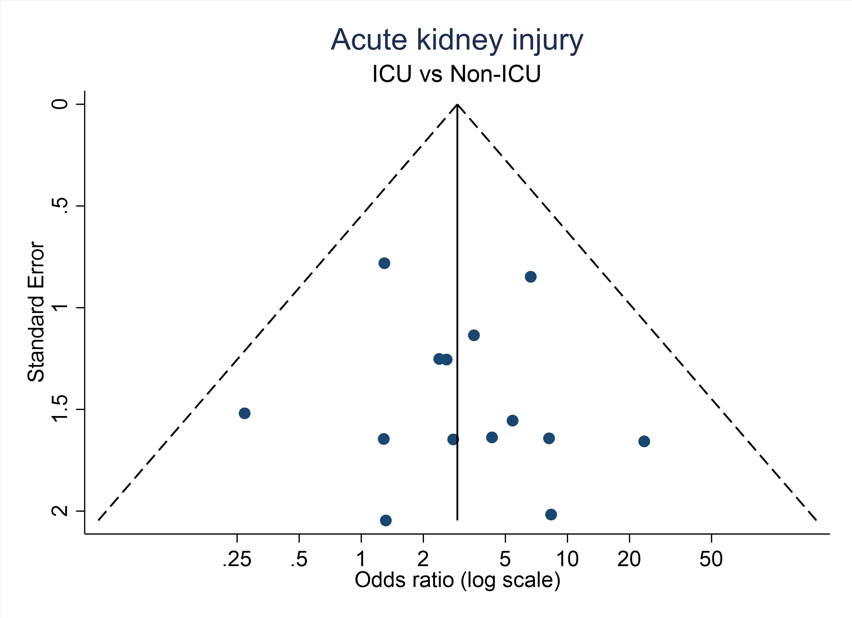 Acute kidney injury
ICU vs Non-ICU
Standard Error
0
.5
1
1.5
2
.25 .5 1 2 5 10 20 50
Odds ratio (log scale)